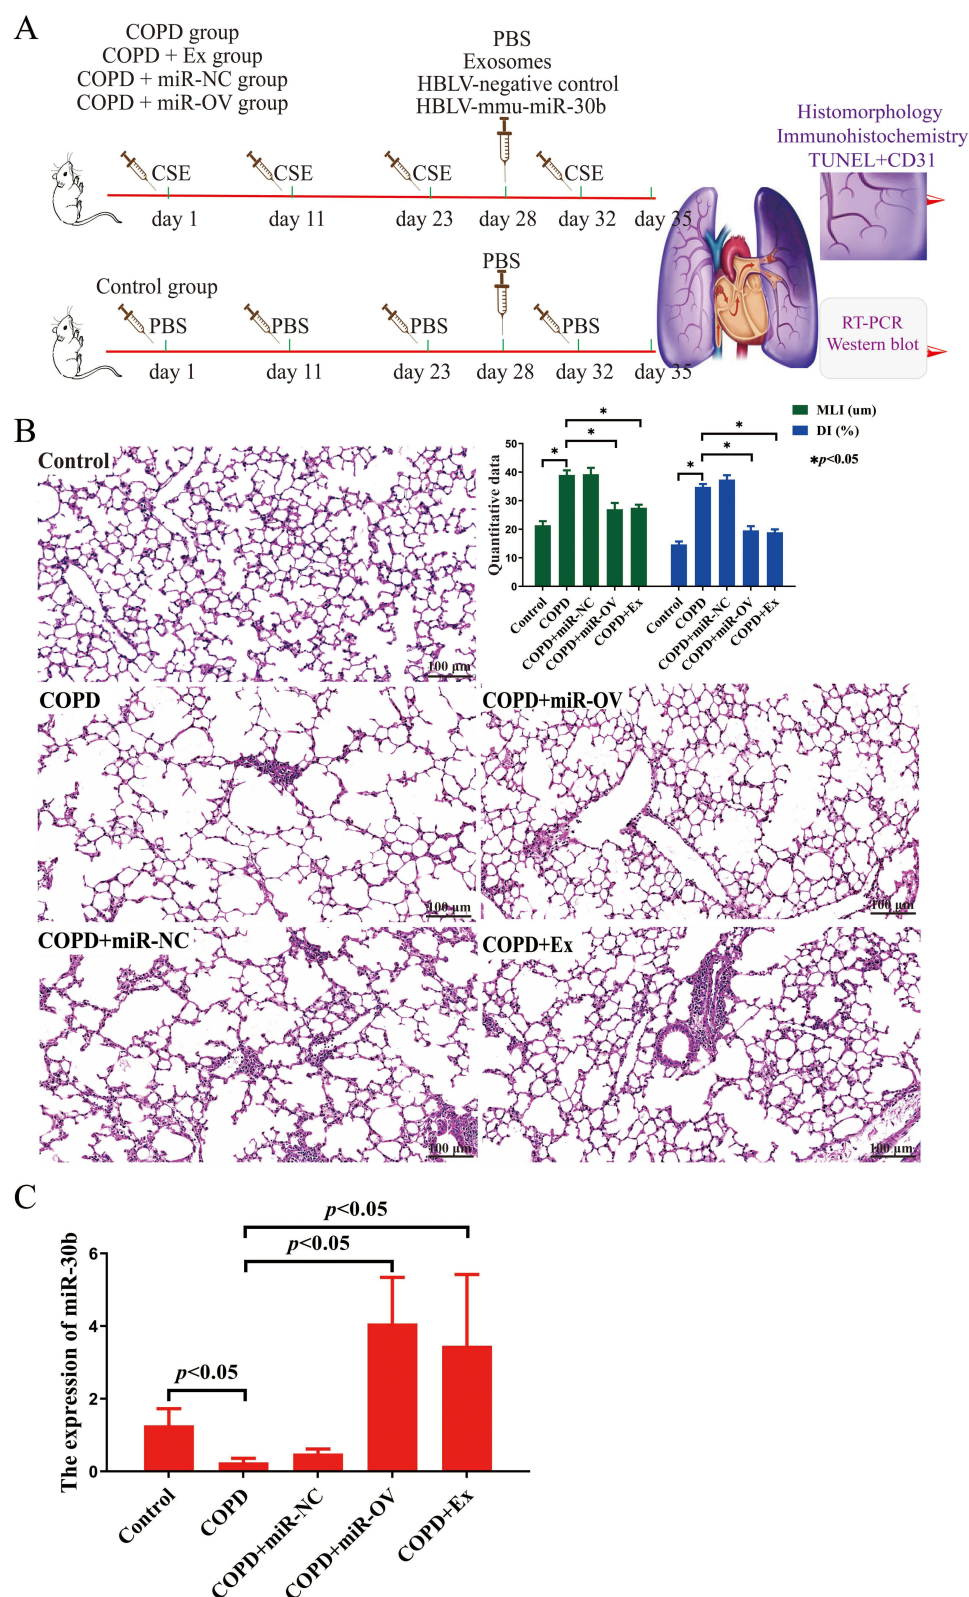 A
COPD group
COPD + Ex group
COPD + miR-NC group
COPD + miR-OV group
PBS
Exosomes
HBLV-negative control
HBLV-mmu-miR-30b
Histomorphology
Immunohistochemistry
TUNEL+CD31
CSE CSE CSE CSE
day 1 day 11 day 23 day 28 day 32 day 35
Control group
PBS
PBS PBS PBS PBS
day 1 day 11 day 23 day 28 day 32 day 35
RT-PCR
Western blot
B
Control
100 μm
MLI (um)
DI (%)
*p<0.05
* * *
* * *
Quantitative data
50
40
30
20
10
0
Control COPD COPD+miR-NC COPD+miR-OV COPD+Ex
Control COPD COPD+miR-NC COPD+miR-OV COPD+Ex
COPD
100 μm
COPD+miR-OV
100 μm
COPD+miR-NC
100 μm
COPD+Ex
100 μm
C
p<0.05
p<0.05
p<0.05
The expression of miR-30b
6
4
2
0
Control COPD COPD+miR-NC COPD+miR-OV COPD+Ex